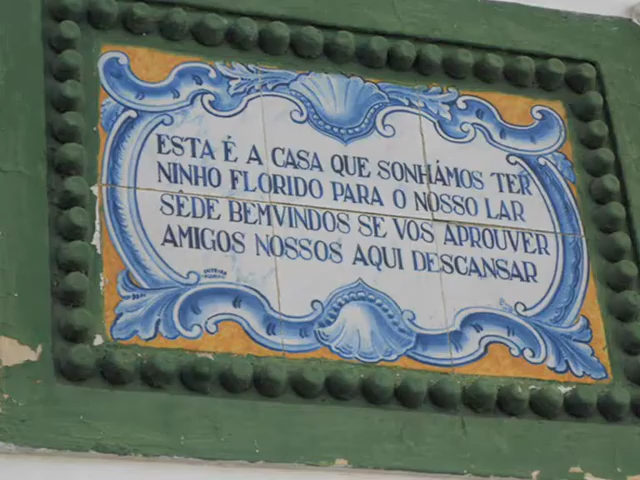 ESTA É A CASA QUE SONHÁMOS TER
NINHO FLORIDO PARA O NOSSO LAR
SÊDE BEMVINDOS SE VOS APROUVER
AMIGOS NOSSOS AQUI DESCANSAR